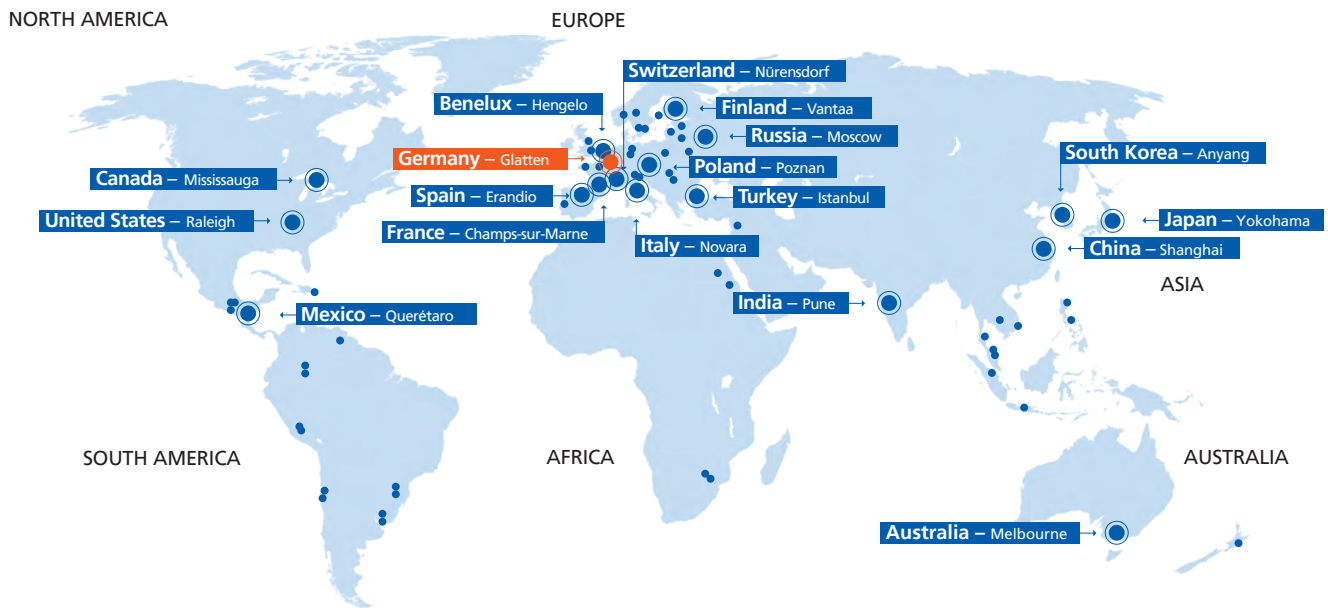 NORTH AMERICA
EUROPE
Switzerland – Nürensdorf
Benelux – Hengelo
Finland – Vantaa
Russia – Moscow
Germany – Glatten
South Korea – Anyang
Poland – Poznan
Canada – Mississauga
Spain – Erandio
Turkey – Istanbul
United States – Raleigh
Japan – Yokohama
France – Champs-sur-Marne
Italy – Novara
China – Shanghai
ASIA
India – Pune
Mexico – Querétaro
SOUTH AMERICA
AFRICA
AUSTRALIA
Australia – Melbourne